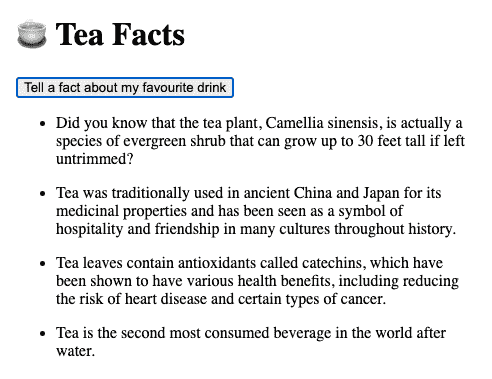 Tea Facts
Tell a fact about my favourite drink
Did you know that the tea plant, Camellia sinensis, is actually a
species of evergreen shrub that can grow up to 30 feet tall if left
untrimmed?
Tea was traditionally used in ancient China and Japan for its
medicinal properties and has been seen as a symbol of
hospitality and friendship in many cultures throughout history.
Tea leaves contain antioxidants called catechins, which have
been shown to have various health benefits, including reducing
the risk of heart disease and certain types of cancer.
Tea is the second most consumed beverage in the world after
water.